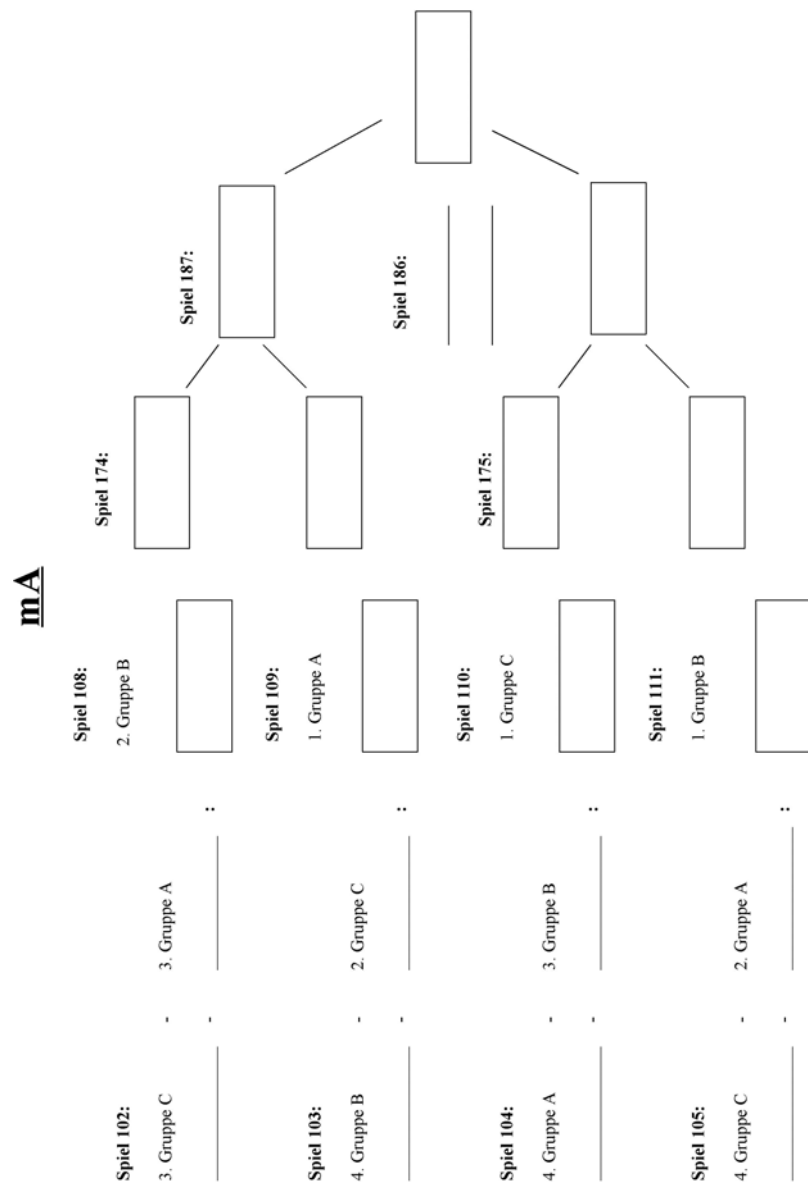 mA
Spiel 102:
3. Gruppe C - 3. Gruppe A
- :
Spiel 103:
4. Gruppe B - 2. Gruppe C
- :
Spiel 104:
4. Gruppe A - 3. Gruppe B
- :
Spiel 105:
4. Gruppe C - 2. Gruppe A
- :
Spiel 108:
2. Gruppe B
Spiel 109:
1. Gruppe A
Spiel 110:
1. Gruppe C
Spiel 111:
1. Gruppe B
Spiel 174:
Spiel 175:
Spiel 187:
Spiel 186: